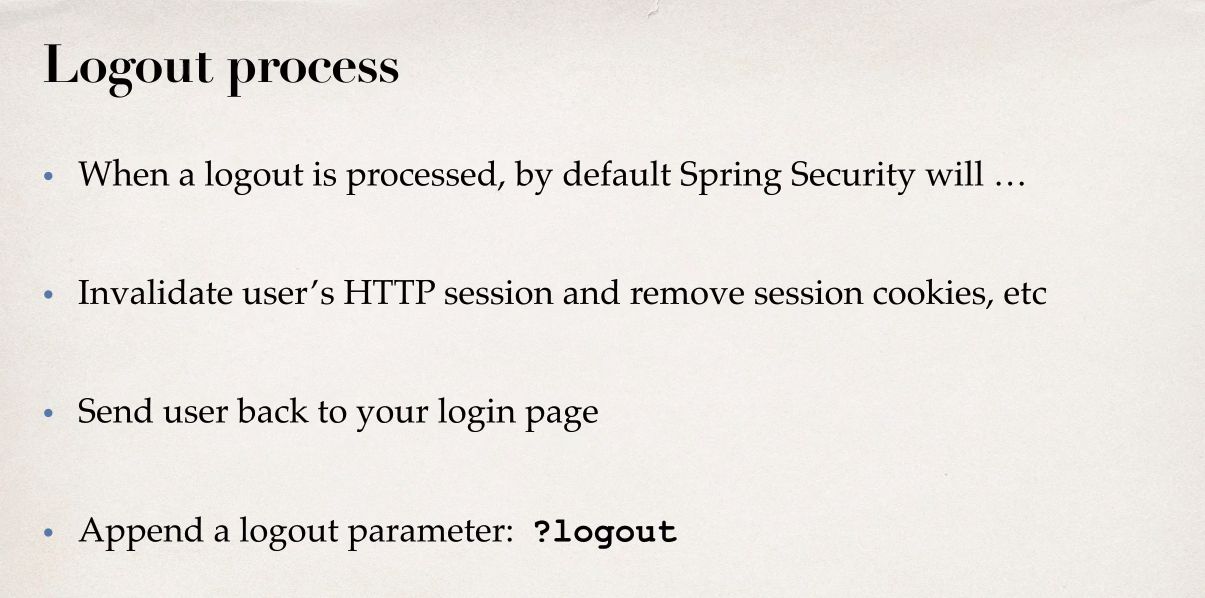 Logout process
• When a logout is processed, by default Spring Security will …
• Invalidate user’s HTTP session and remove session cookies, etc
• Send user back to your login page
• Append a logout parameter: ?logout